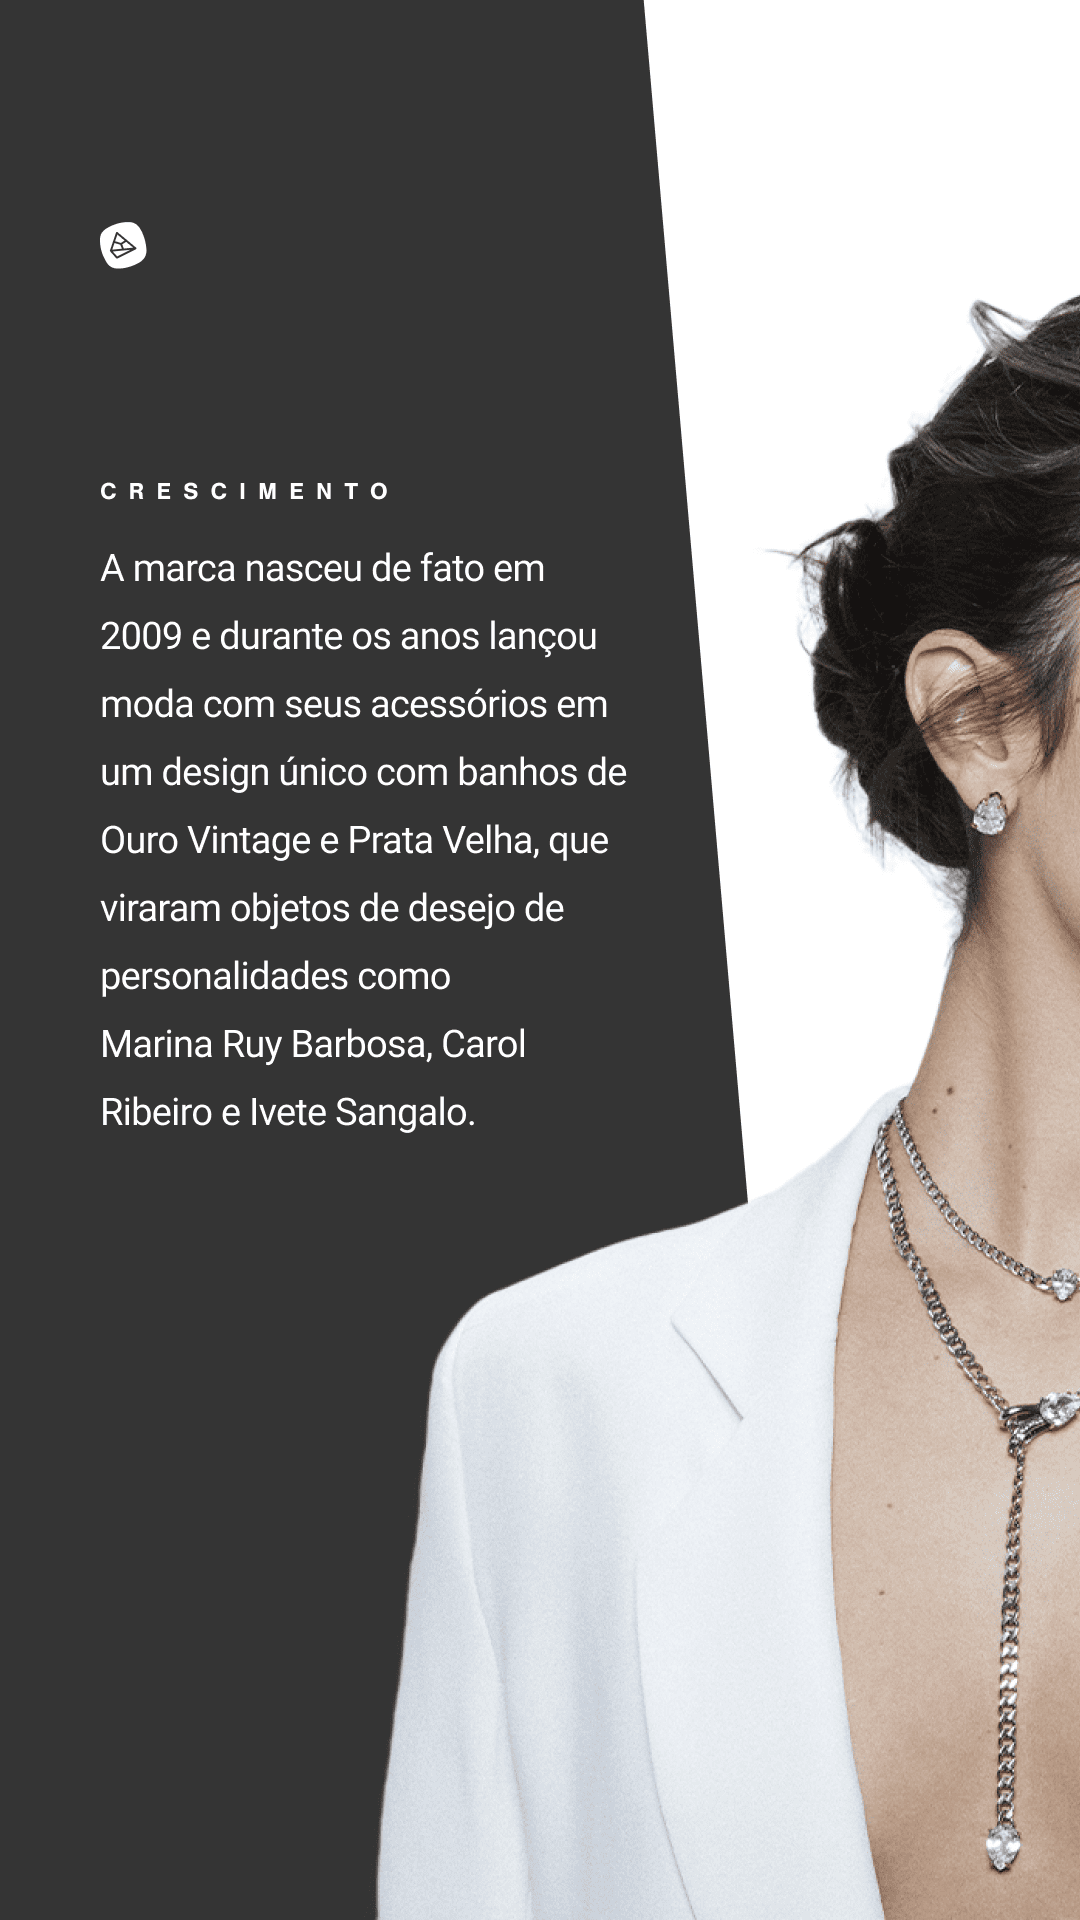 CRESCIMENTO
A marca nasceu de fato em
2009 e durante os anos lançou
moda com seus acessórios em
um design único com banhos de
Ouro Vintage e Prata Velha, que
viraram objetos de desejo de
personalidades como
Marina Ruy Barbosa, Carol
Ribeiro e Ivete Sangalo.